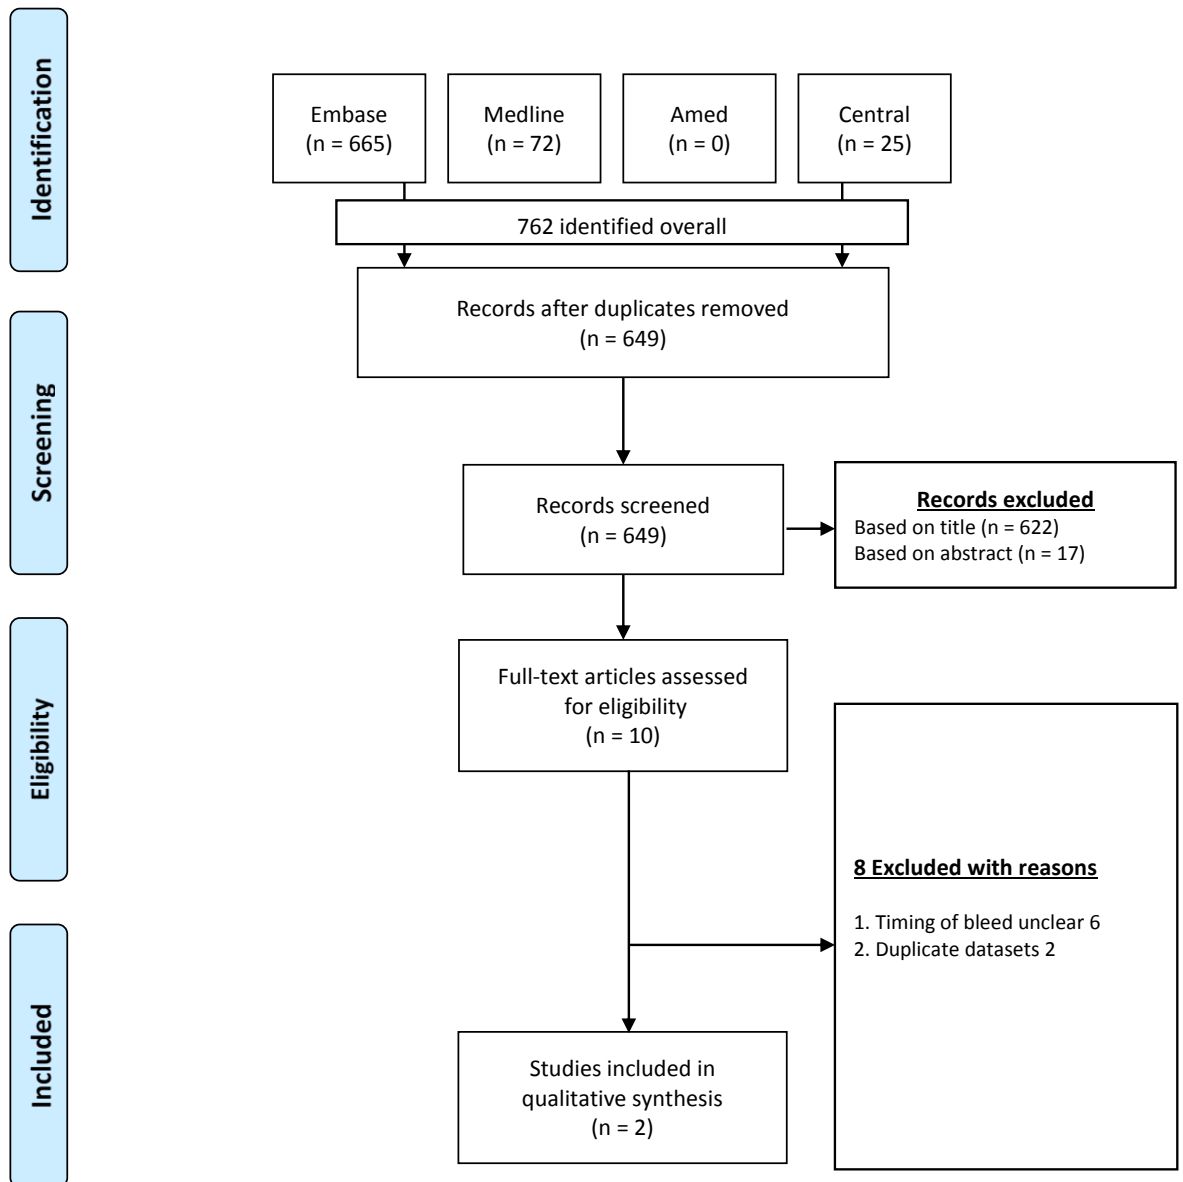 Identification
Embase
(n = 665)
Medline
(n = 72)
Amed
(n = 0)
Central
(n = 25)
762 identified overall
Records after duplicates removed
(n = 649)
Screening
Records screened
(n = 649)
Records excluded
Based on title (n = 622)
Based on abstract (n = 17)
Eligibility
Full-text articles assessed
for eligibility
(n = 10)
8 Excluded with reasons
1. Timing of bleed unclear 6
2. Duplicate datasets 2
Included
Studies included in
qualitative synthesis
(n = 2)